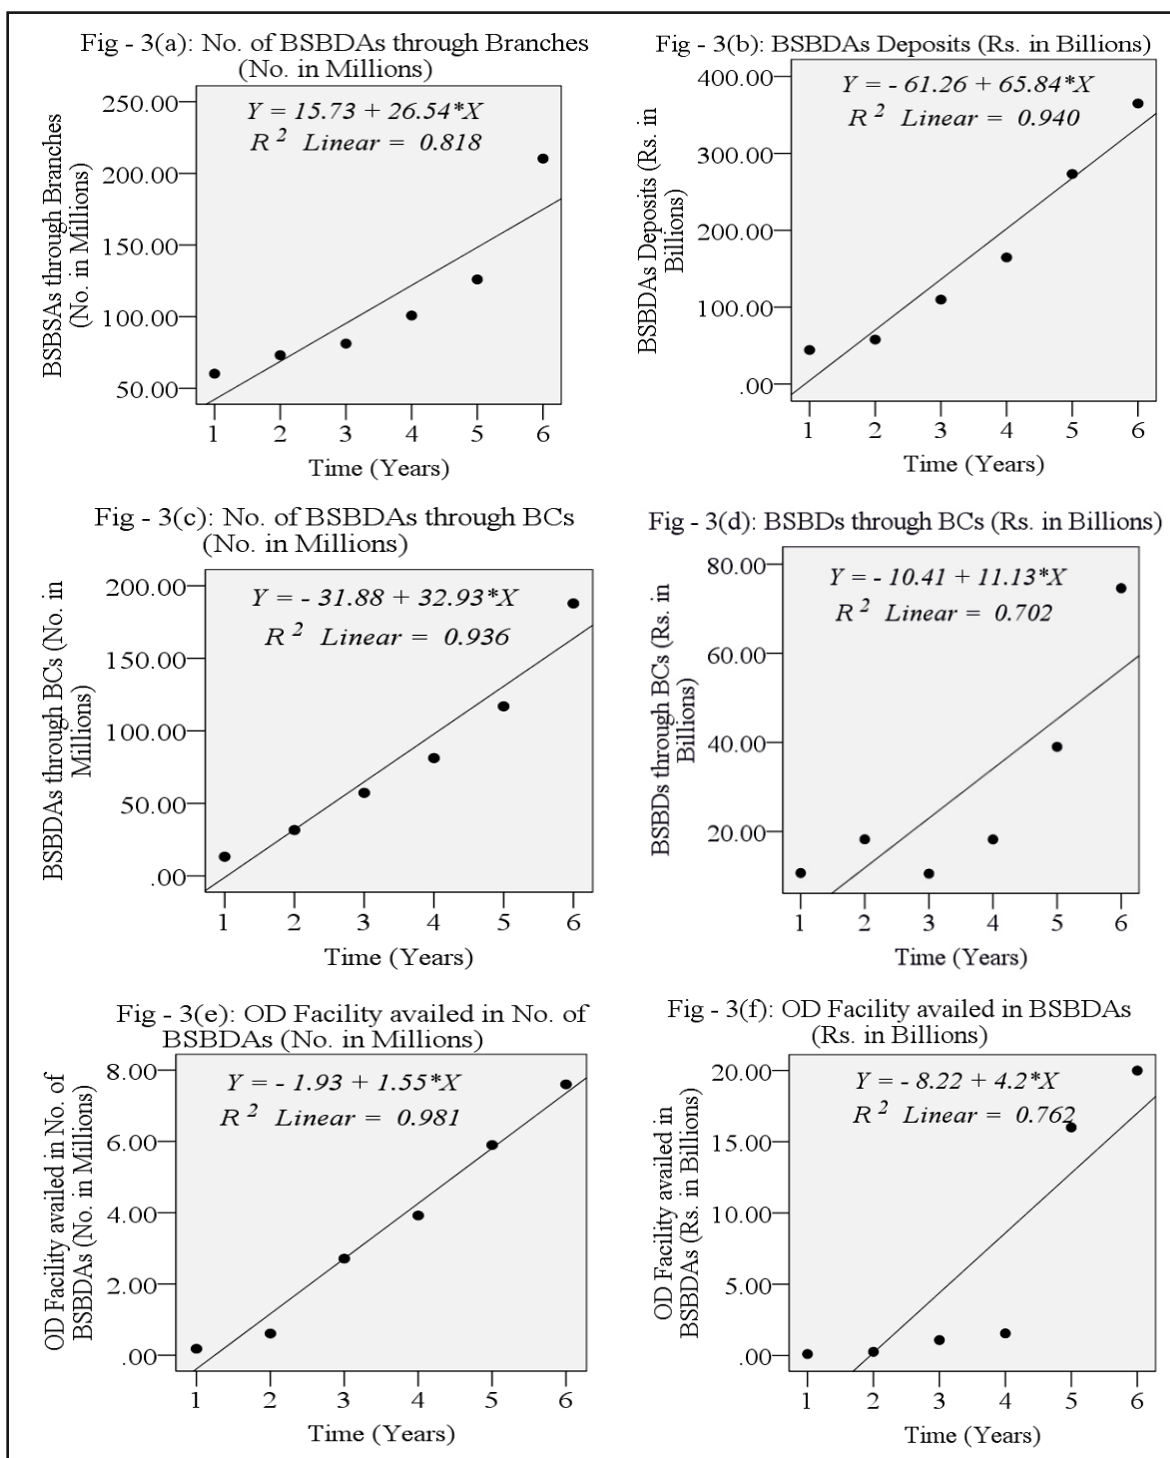 Fig - 3(a): No. of BSBDAs through Branches
(No. in Millions)
Y = 15.73 + 26.54*X
R 2 Linear = 0.818
BSBSAs through Branches
(No. in Millions)
250.00
200.00
150.00
100.00
50.00
1 2 3 4 5 6
Time (Years)
Fig - 3(b): BSBDAs Deposits (Rs. in Billions)
Y = - 61.26 + 65.84*X
R 2 Linear = 0.940
BSBDAs Deposits (Rs. in
Billions)
400.00
300.00
200.00
100.00
.00
1 2 3 4 5 6
Time (Years)
Fig - 3(c): No. of BSBDAs through BCs
(No. in Millions)
Y = - 31.88 + 32.93*X
R 2 Linear = 0.936
BSBDAs through BCs (No. in
Millions)
200.00
150.00
100.00
50.00
.00
1 2 3 4 5 6
Time (Years)
Fig - 3(d): BSBDs through BCs (Rs. in Billions)
Y = - 10.41 + 11.13*X
R 2 Linear = 0.702
BSBDs through BCs (Rs. in
Billions)
80.00
60.00
40.00
20.00
1 2 3 4 5 6
Time (Years)
Fig - 3(e): OD Facility availed in No. of
BSBDAs (No. in Millions)
Y = - 1.93 + 1.55*X
R 2 Linear = 0.981
OD Facility availed in No. of
BSBDAs (No. in Millions)
8.00
6.00
4.00
2.00
.00
1 2 3 4 5 6
Time (Years)
Fig - 3(f): OD Facility availed in BSBDAs
(Rs. in Billions)
Y = - 8.22 + 4.2*X
R 2 Linear = 0.762
OD Facility availed in
BSBDAs (Rs. in Billions)
20.00
15.00
10.00
5.00
.00
1 2 3 4 5 6
Time (Years)